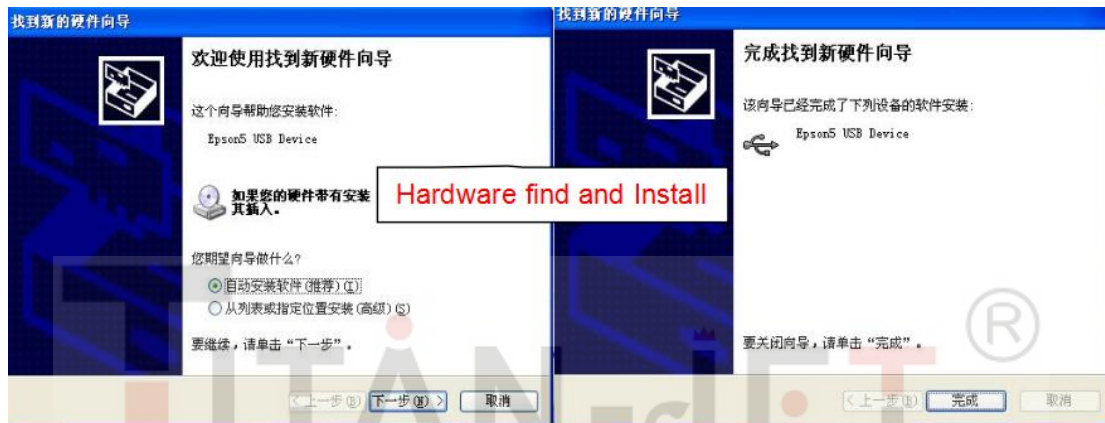 找到新的硬件向导
欢迎使用找到新硬件向导
这个向导帮助您安装软件:
Epson5 USB Device
如果您的硬件带有安装
其插入。
您期望向导做什么?
自动安装软件(推荐)(I)
从列表或指定位置安装(高级)(S)
要继续,请单击“下一步”。
<上一步(B)
下一步(N) >
取消
Hardware find and Install
找到新的硬件向导
完成找到新硬件向导
该向导已经完成了下列设备的软件安装:
Epson5 USB Device
要关闭向导,请单击“完成”。
<上一步(B)
完成
取消
TITAN-JET
®